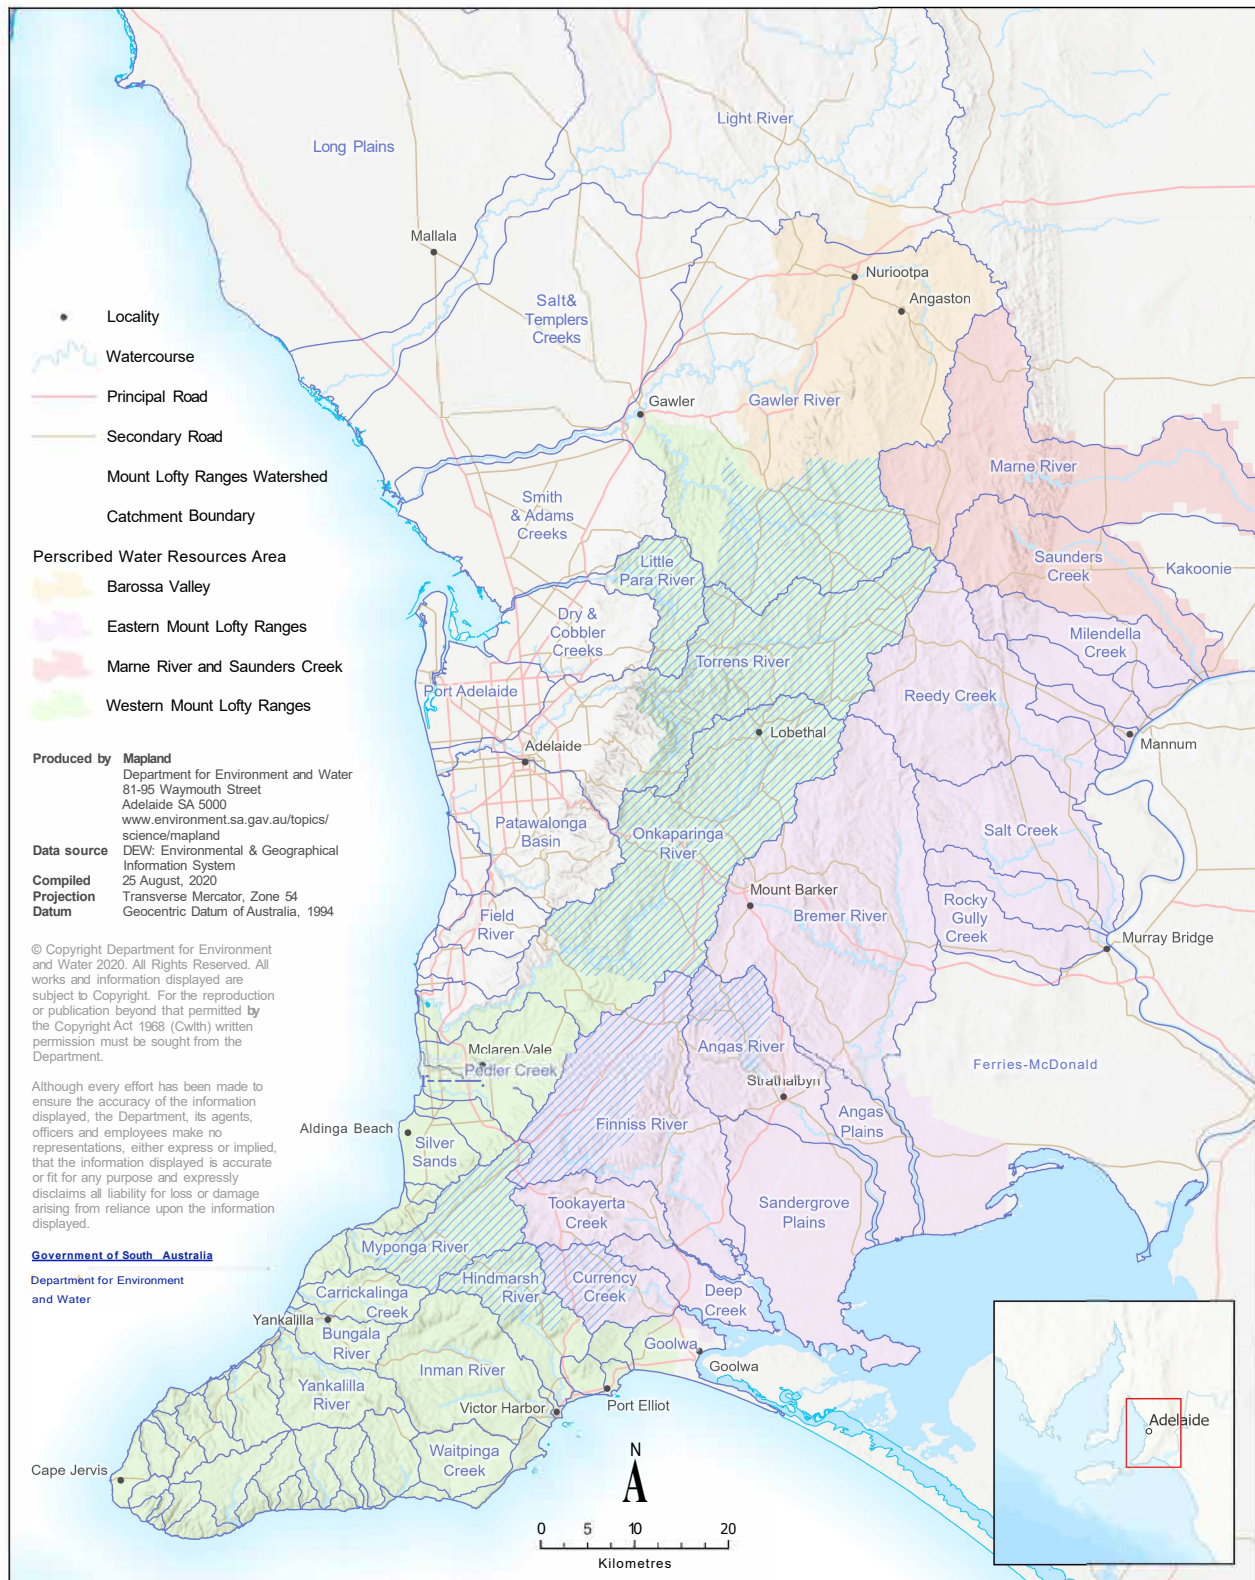 Light River
Long Plains
Mallala
Nuriootpa
Angaston
Salt&
Templers
Creeks
Gawler
Gawler River
Locality
Watercourse
Principal Road
Secondary Road
Mount Lofty Ranges Watershed
Catchment Boundary
Perscribed Water Resources Area
Barossa Valley
Eastern Mount Lofty Ranges
Marne River and Saunders Creek
Western Mount Lofty Ranges
Marne River
Smith
& Adams
Creeks
Little
Para River
Saunders
Creek
Kakoonie
Dry &
Cobbler
Creeks
Milendella
Creek
Torrens River
Port Adelaide
Reedy Creek
Lobethal
Mannum
Adelaide
Patawalonga
Basin
Onkaparinga
River
Salt Creek
Mount Barker
Bremer River
Rocky
Gully
Creek
Murray Bridge
Field
River
Produced by Mapland
Department for Environment and Water
81-95 Waymouth Street
Adelaide SA 5000
www.environment.sa.gov.au/topics/
science/mapland
Data source DEW: Environmental & Geographical
Information System
Compiled 25 August, 2020
Projection Transverse Mercator, Zone 54
Datum Geocentric Datum of Australia, 1994
© Copyright Department for Environment
and Water 2020. All Rights Reserved. All
works and information displayed are
subject to Copyright. For the reproduction
or publication beyond that permitted by
the Copyright Act 1968 (Cwlth) written
permission must be sought from the
Department.
Although every effort has been made to
ensure the accuracy of the information
displayed, the Department, its agents,
officers and employees make no
representations, either express or implied,
that the information displayed is accurate
or fit for any purpose and expressly
disclaims all liability for loss or damage
arising from reliance upon the information
displayed.
Government of South Australia
Department for Environment
and Water
Mclaren Vale
Pedler Creek
Angas River
Strathalbyn
Ferries-McDonald
Aldinga Beach
Silver
Sands
Finniss River
Angas
Plains
Tookayerta
Creek
Sandergrove
Plains
Myponga River
Hindmarsh
River
Currency
Creek
Deep
Creek
Carrickalinga
Creek
Yankalilla
Bungala
River
Goolwa
Goolwa
Inman River
Yankalilla
River
Victor Harbor
Port Elliot
Waitpinga
Creek
Cape Jervis
N
0 5 10 20
Kilometres
Adelaide